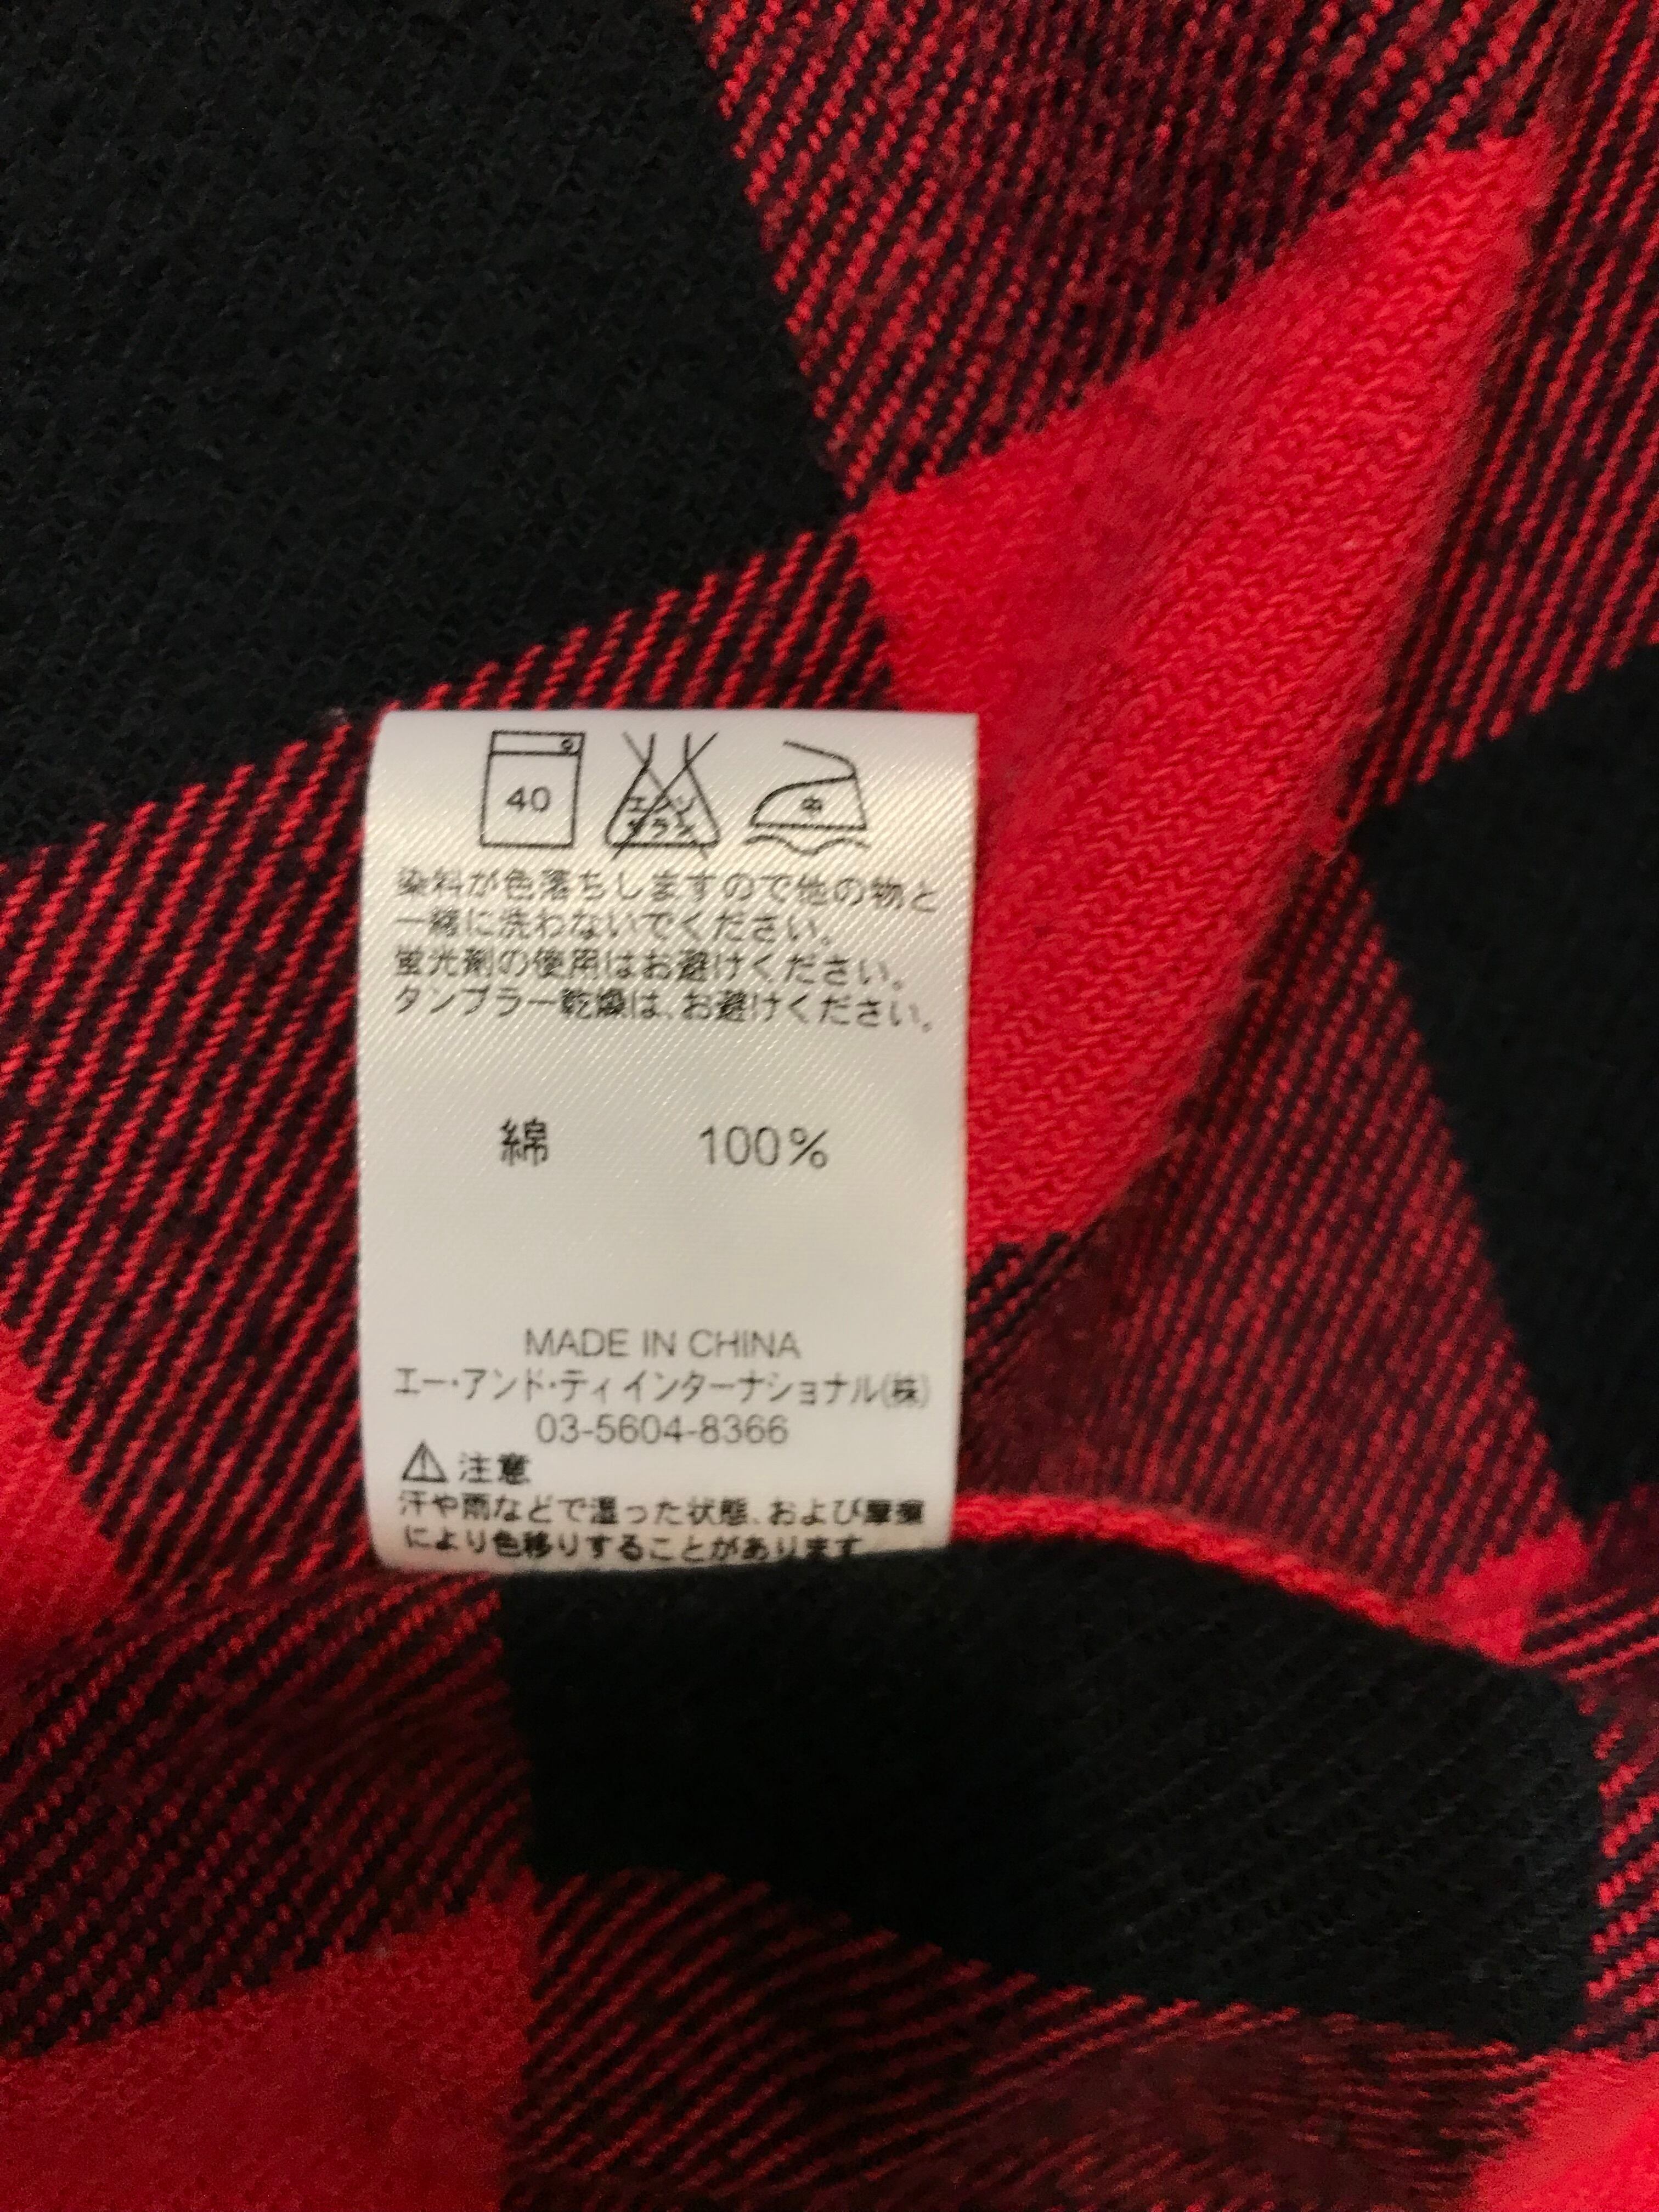 40
エンソ
サラシ
中
染料が色落ちしますので他の物と
一緒に洗わないでください。
蛍光剤の使用はお避けください。
タンブラー乾燥は、お避けください。
綿 100%
MADE IN CHINA
エー・アンド・ティインターナショナル(株)
03-5604-8366
⚠ 注意
汗や雨などで湿った状態、および摩擦
により色移りすることがあります